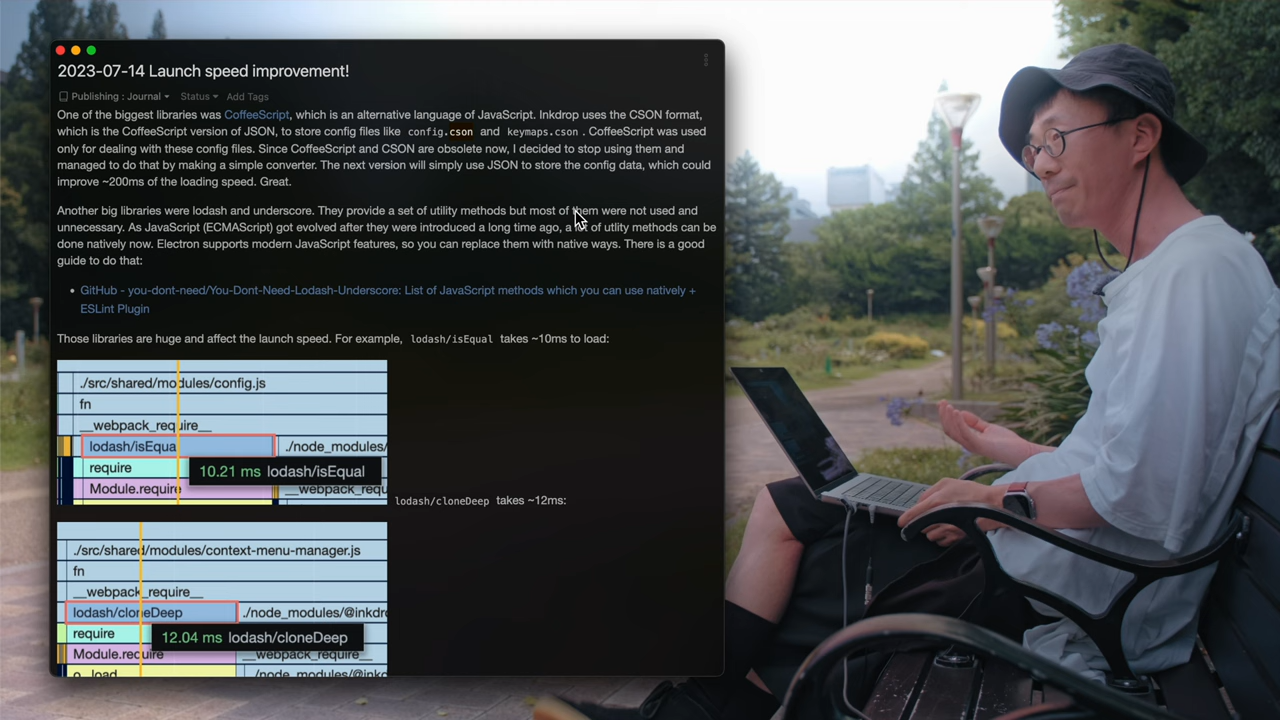 2023-07-14 Launch speed improvement!
Publishing : Journal
Status
Add Tags
One of the biggest libraries was CoffeeScript, which is an alternative language of JavaScript. Inkdrop uses the CSON format,
which is the CoffeeScript version of JSON, to store config files like config.cson and keymaps.cson . CoffeeScript was used
only for dealing with these config files. Since CoffeeScript and CSON are obsolete now, I decided to stop using them and
managed to do that by making a simple converter. The next version will simply use JSON to store the config data, which could
improve ~200ms of the loading speed. Great.
Another big libraries were lodash and underscore. They provide a set of utility methods but most of them were not used and
unnecessary. As JavaScript (ECMAScript) got evolved after they were introduced a long time ago, a lot of utlity methods can be
done natively now. Electron supports modern JavaScript features, so you can replace them with native ways. There is a good
guide to do that:
• GitHub - you-dont-need/You-Dont-Need-Lodash-Underscore: List of JavaScript methods which you can use natively +
ESLint Plugin
Those libraries are huge and affect the launch speed. For example, lodash/isEqual takes ~10ms to load:
./src/shared/modules/config.js
fn
__webpack_require__
lodash/isEqua ./node_modules/
require
10.21 ms lodash/isEqual
Module.require __webpack_requ
lodash/cloneDeep takes ~12ms:
./src/shared/modules/context-menu-manager.js
fn
__webpack_require__
lodash/cloneDeep ./node_modules/@inkdro
require
12.04 ms lodash/cloneDeep
Module.require __webpack_require__
o..load ./node_modules/@ink